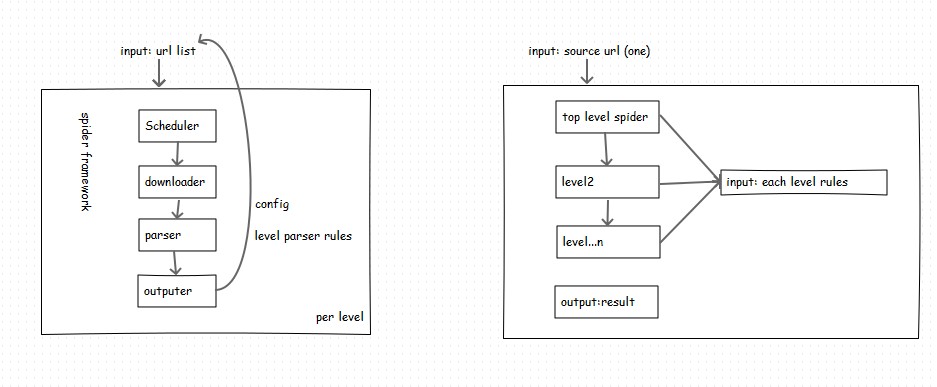 input: url list
spider framework
Scheduler
downloader
parser
outputer
config
level parser rules
per level
input: source url (one)
top level spider
level2
level...n
input: each level rules
output:result